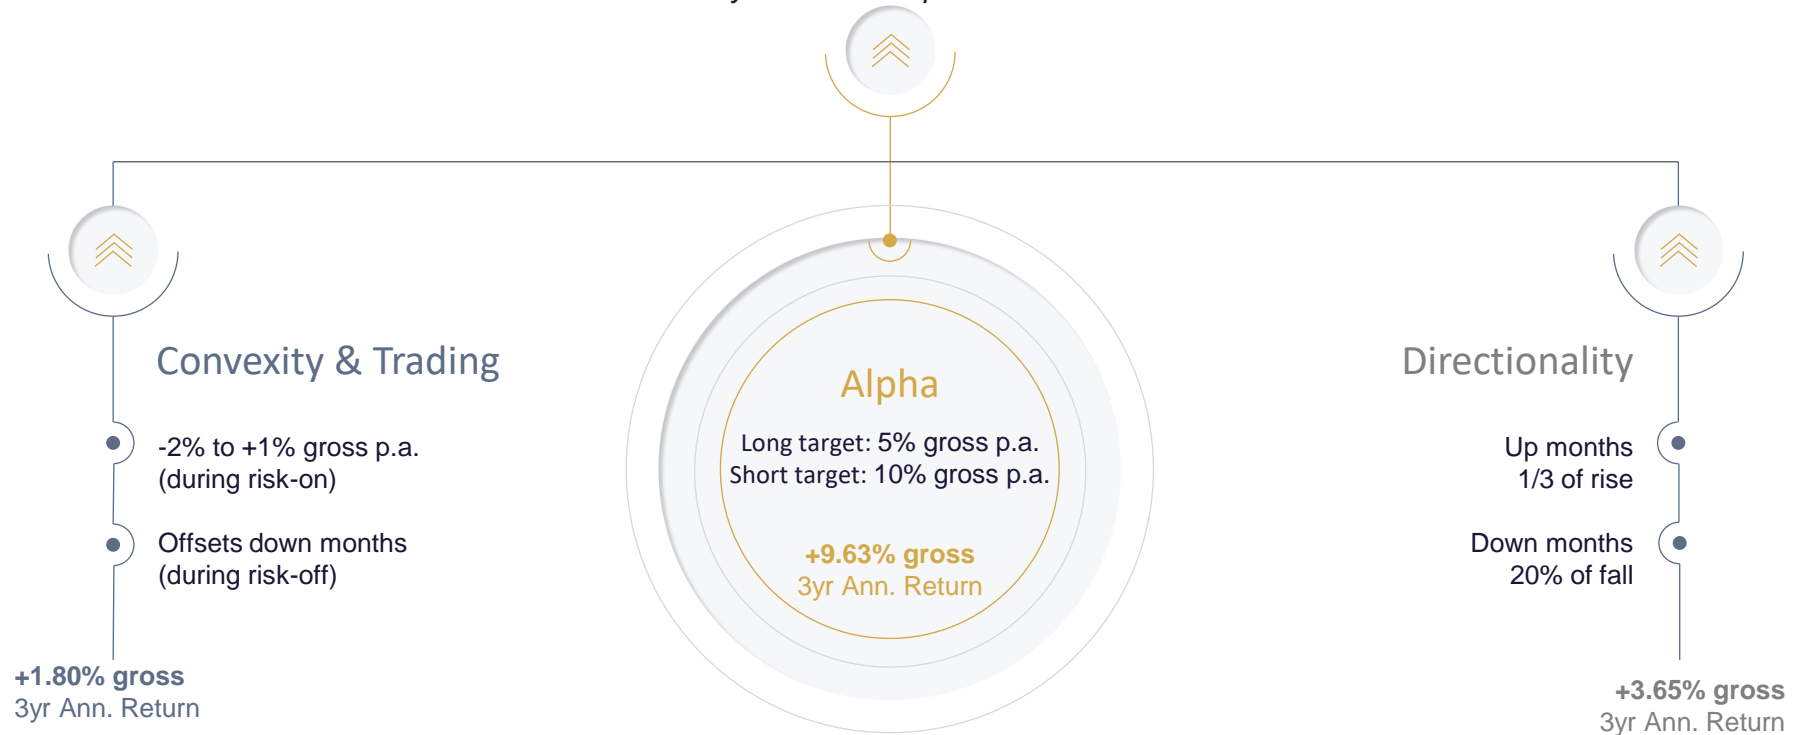 Convexity & Trading
-2% to +1% gross p.a.
(during risk-on)
Offsets down months
(during risk-off)
+1.80% gross
3yr Ann. Return
Alpha
Long target: 5% gross p.a.
Short target: 10% gross p.a.
+9.63% gross
3yr Ann. Return
Directionality
Up months
1/3 of rise
Down months
20% of fall
+3.65% gross
3yr Ann. Return